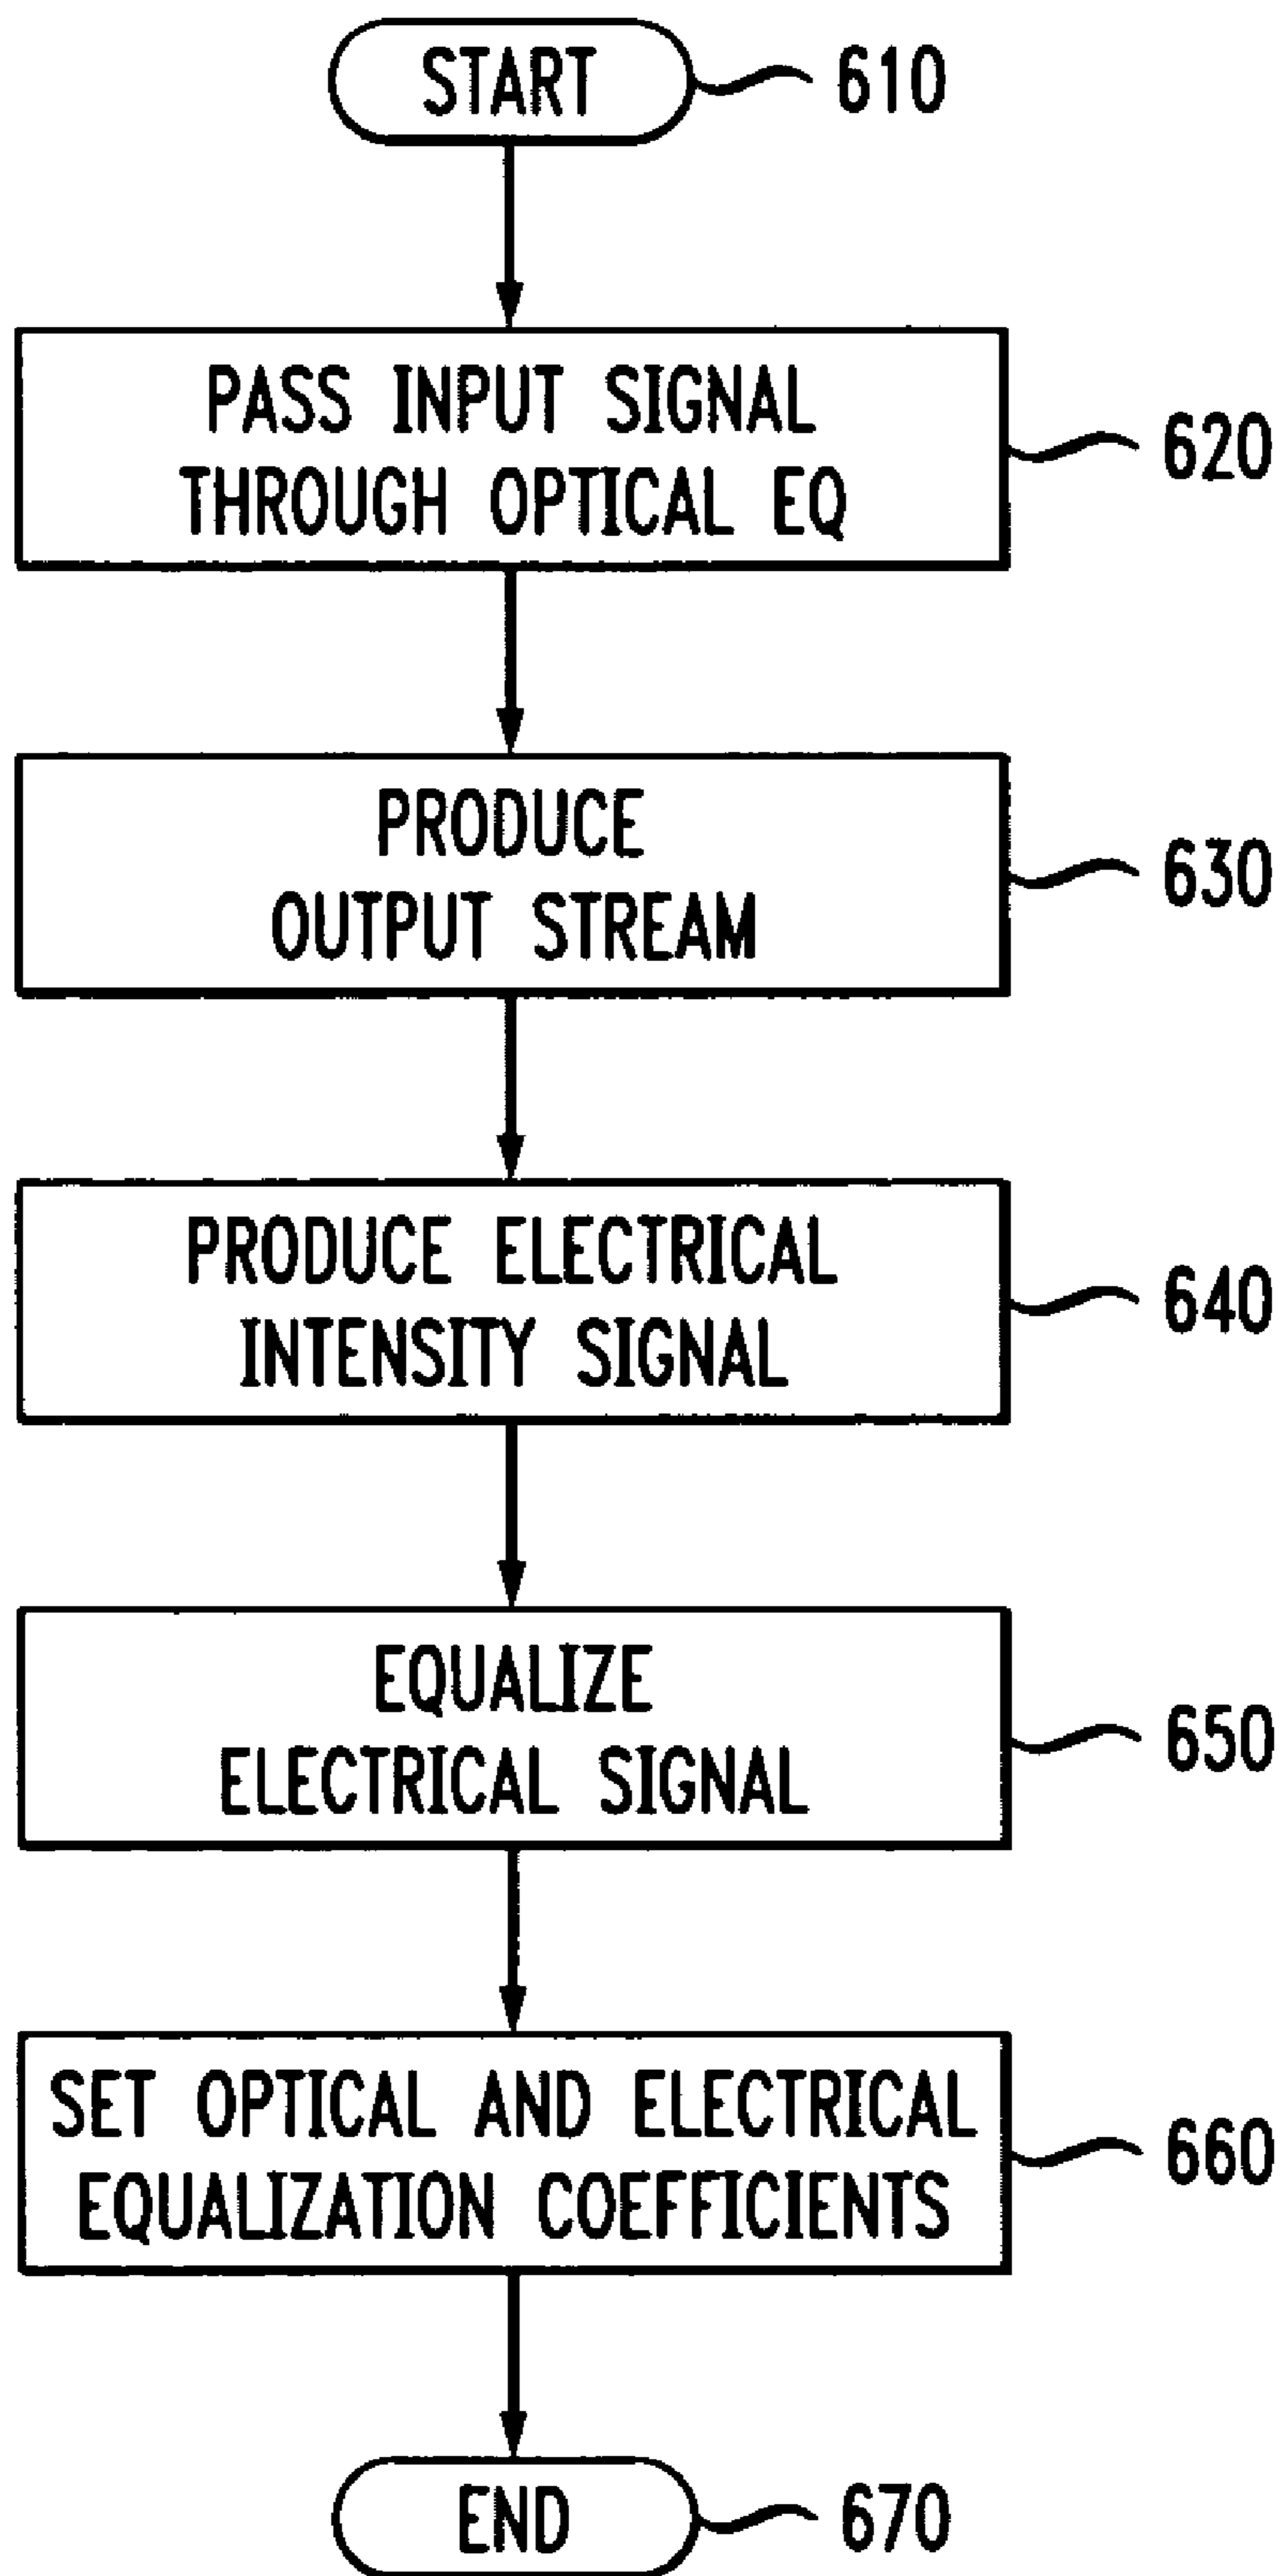 START
610
PASS INPUT SIGNAL
THROUGH OPTICAL EQ
620
PRODUCE
OUTPUT STREAM
630
PRODUCE ELECTRICAL
INTENSITY SIGNAL
640
EQUALIZE
ELECTRICAL SIGNAL
650
SET OPTICAL AND ELECTRICAL
EQUALIZATION COEFFICIENTS
660
END
670